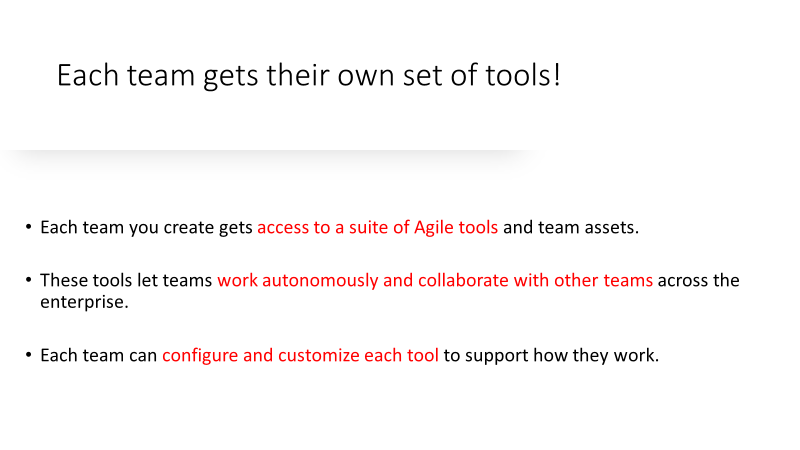 Each team gets their own set of tools!
• Each team you create gets access to a suite of Agile tools and team assets.
• These tools let teams work autonomously and collaborate with other teams across the
enterprise.
• Each team can configure and customize each tool to support how they work.